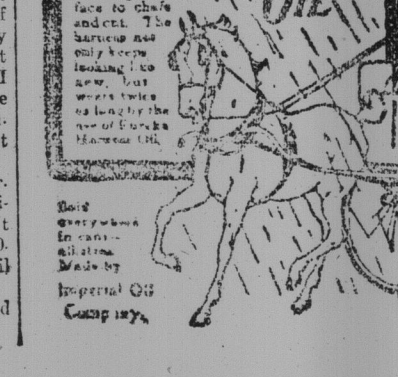 OIL
face to chafe
and cut. The
harness not
only keeps
looking like
new, but
wears twice
as long by the
use of Eureka
Harness Oil.
Sold
everywhere
in cans—
all sizes.
Made by
Imperial Oil
Company.